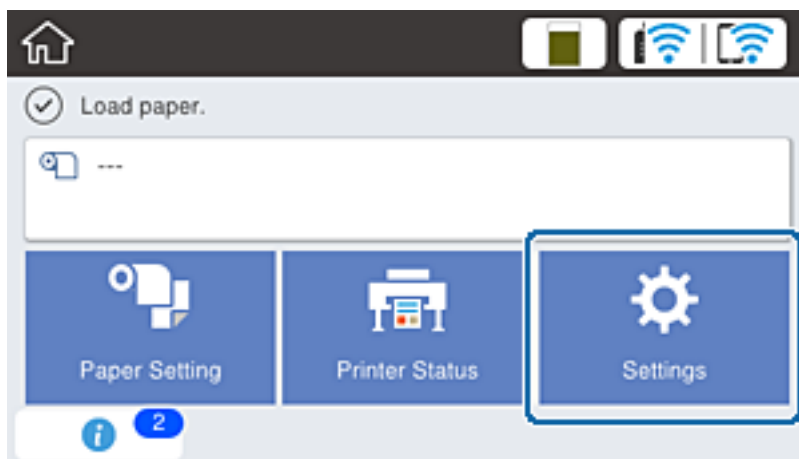 Load paper.
---
Paper Setting
Printer Status
Settings
i
2